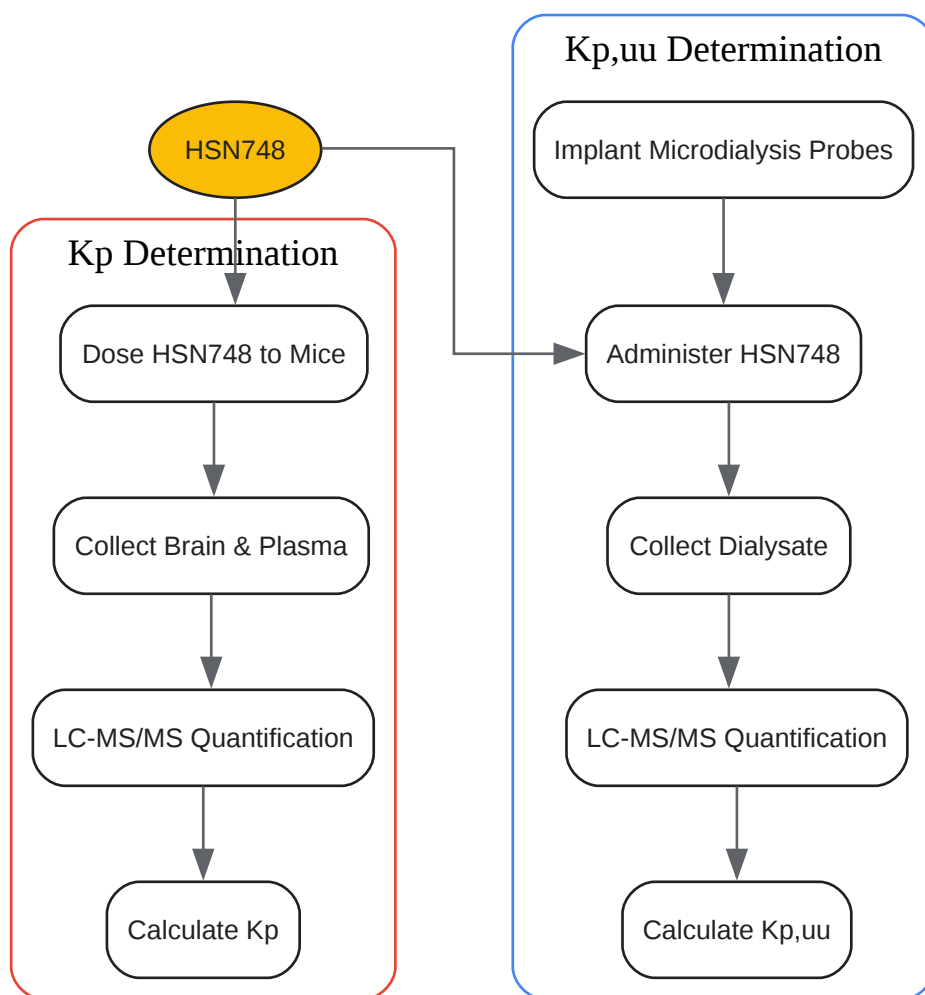 HSN748
Kp Determination
Dose HSN748 to Mice
Collect Brain & Plasma
LC-MS/MS Quantification
Calculate Kp
Kp,uu Determination
Implant Microdialysis Probes
Administer HSN748
Collect Dialysate
LC-MS/MS Quantification
Calculate Kp,uu